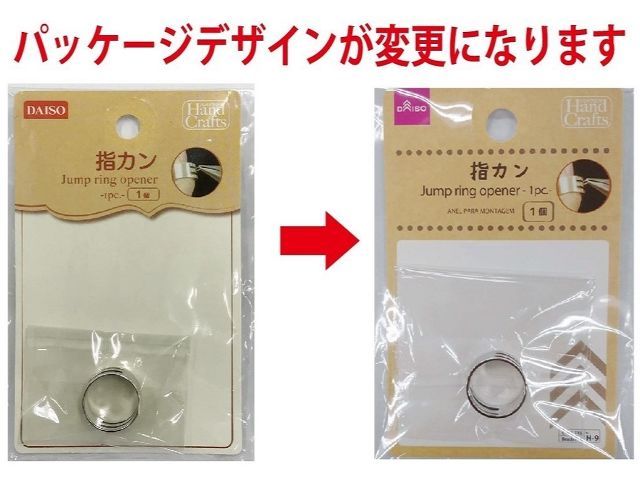 パッケージデザインが変更になります
DAISO
Hand
Crafts
指カン
Jump ring opener
-1pc.-
1個
DAISO
Hand
Crafts
指カン
Jump ring opener -1pc.-
ANEL PARA MONTAGEM
1個
H-9